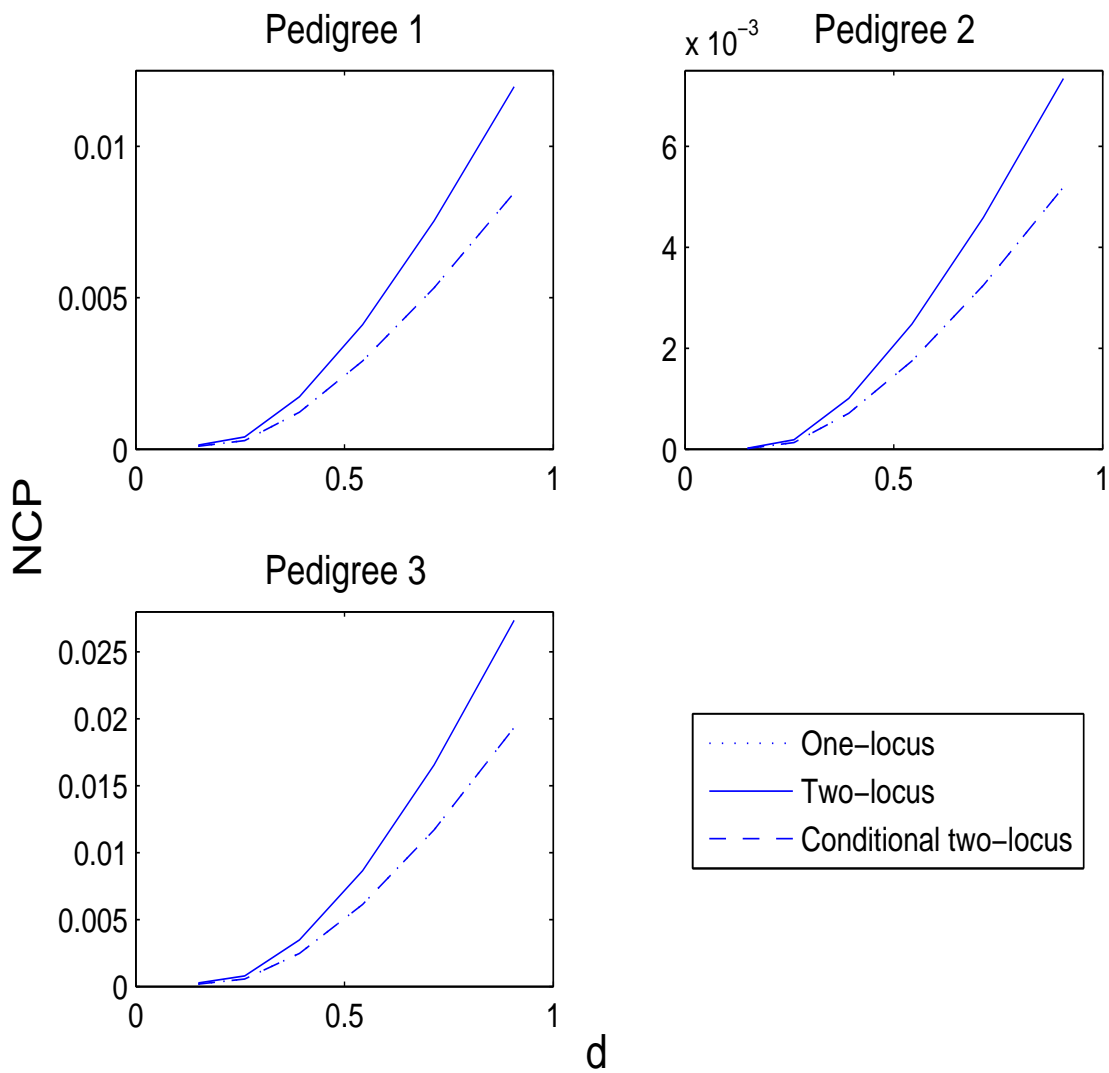 Pedigree 1
0.01
0.005
0
0 0.5 1
x 10⁻³ Pedigree 2
6
4
2
0
0 0.5 1
NCP
Pedigree 3
0.025
0.02
0.015
0.01
0.005
0
0 0.5 1
One-locus
Two-locus
Conditional two-locus
d